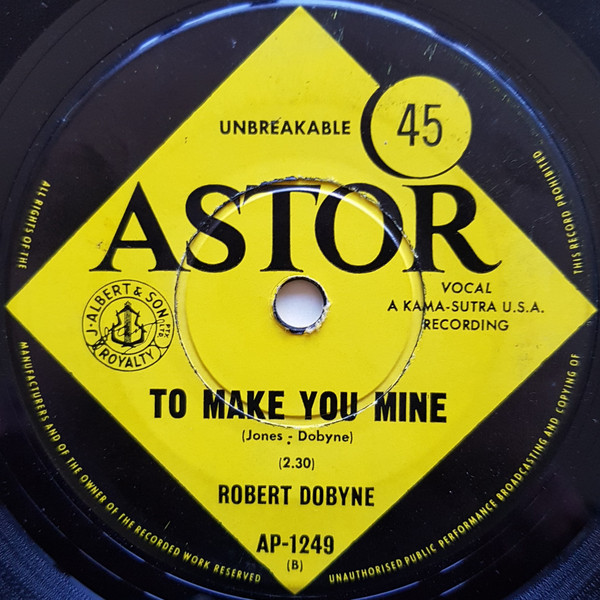 UNBREAKABLE
45
ASTOR
VOCAL
A KAMA-SUTRA U.S.A.
RECORDING
J. ALBERT & SON PTY. LTD.
ROYALTY
TO MAKE YOU MINE
(Jones - Dobyne)
(2.30)
ROBERT DOBYNE
AP-1249
(B)
ALL RIGHTS OF THE
MANUFACTURERS AND OF THE OWNER OF THE RECORDED WORK RESERVED
UNAUTHORISED PUBLIC PERFORMANCE BROADCASTING AND COPYING OF
THIS RECORD PROHIBITED